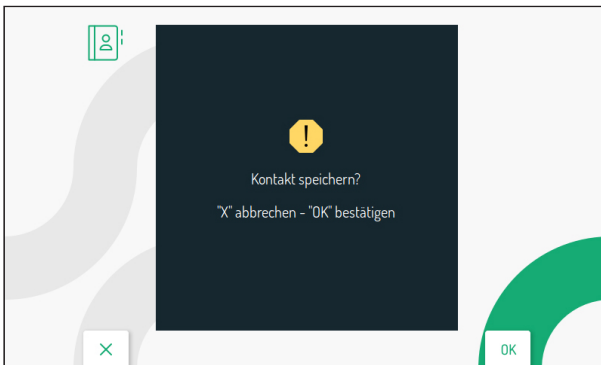 Kontakt speichern?
"X" abbrechen - "OK" bestätigen
OK